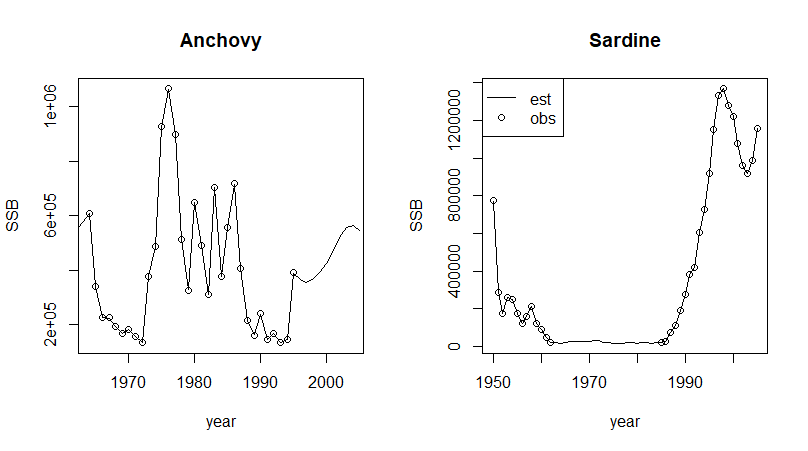 Anchovy
SSB
1e+06
6e+05
2e+05
1970 1980 1990 2000
year
Sardine
SSB
1200000
800000
400000
0
1950 1970 1990
year
est
obs